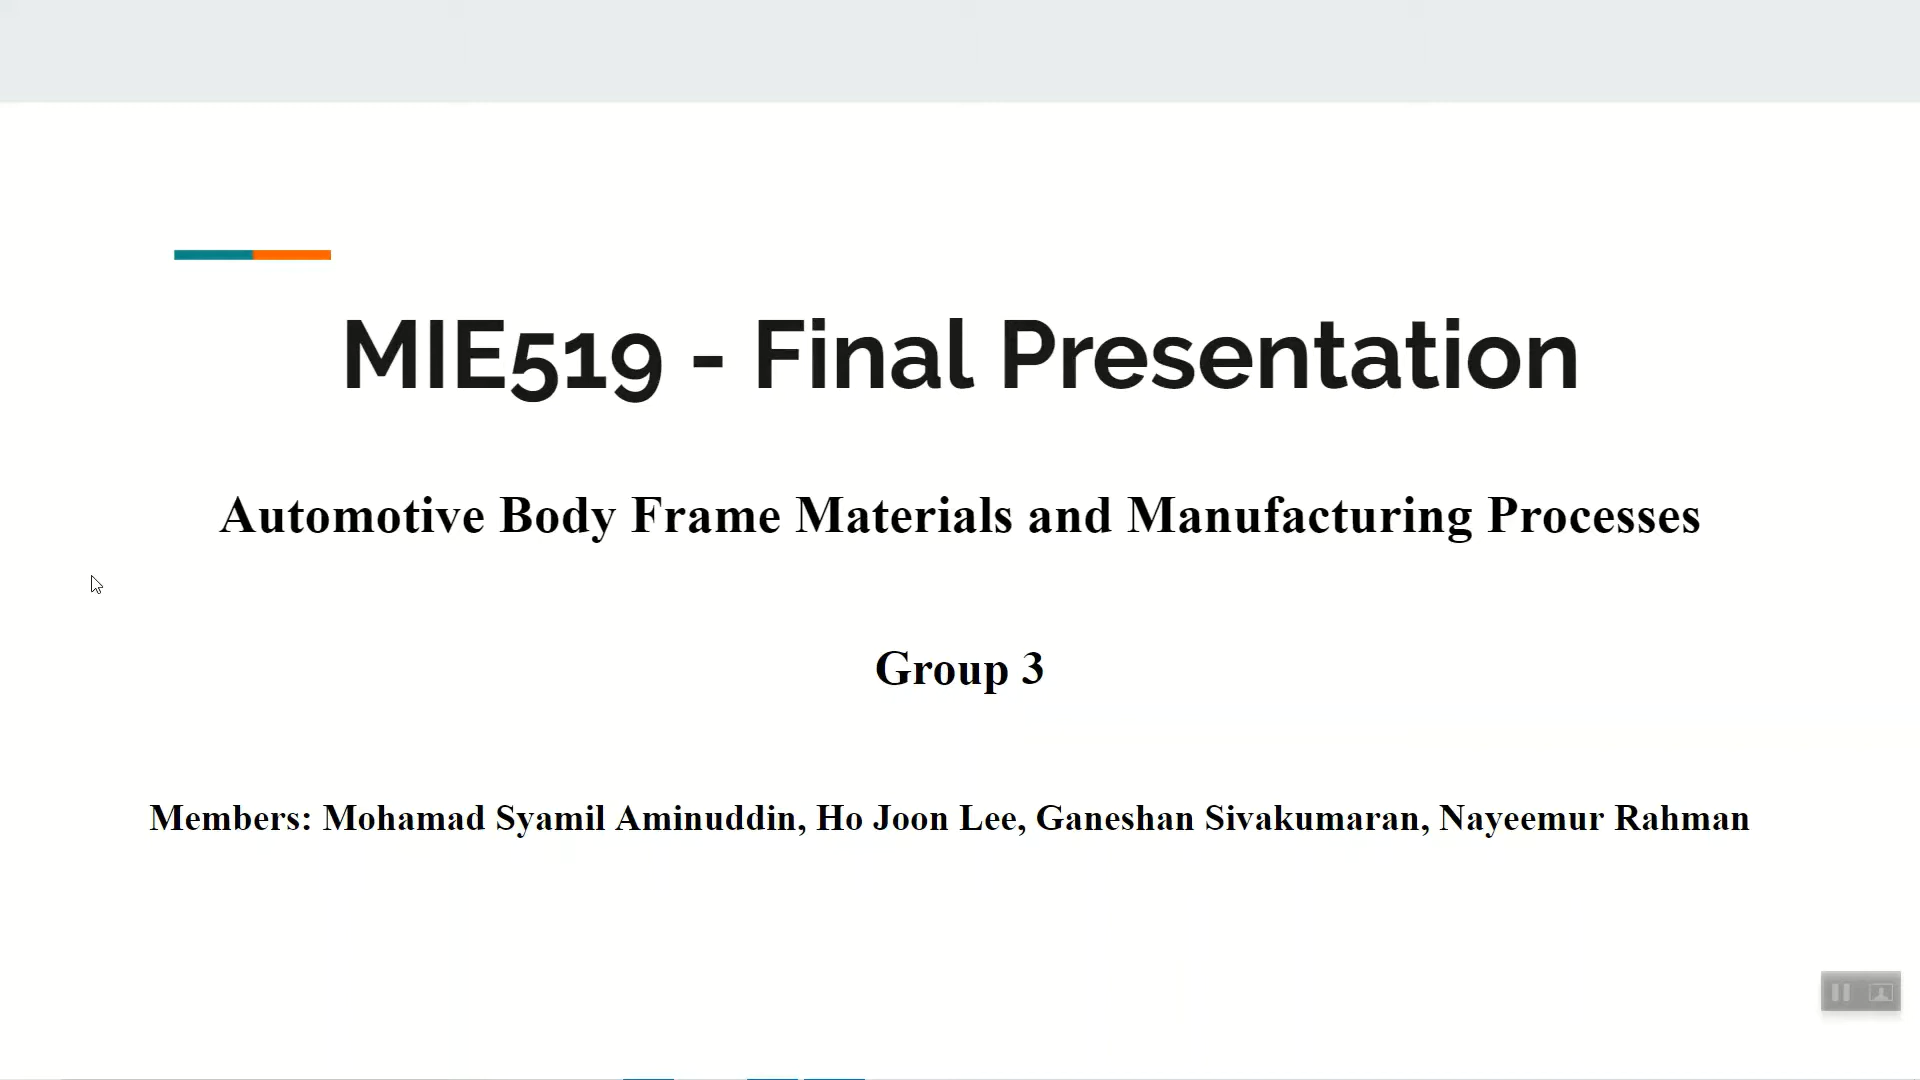 MIE519 - Final Presentation
Automotive Body Frame Materials and Manufacturing Processes
Group 3
Members: Mohamad Syamil Aminuddin, Ho Joon Lee, Ganeshan Sivakumaran, Nayeemur Rahman